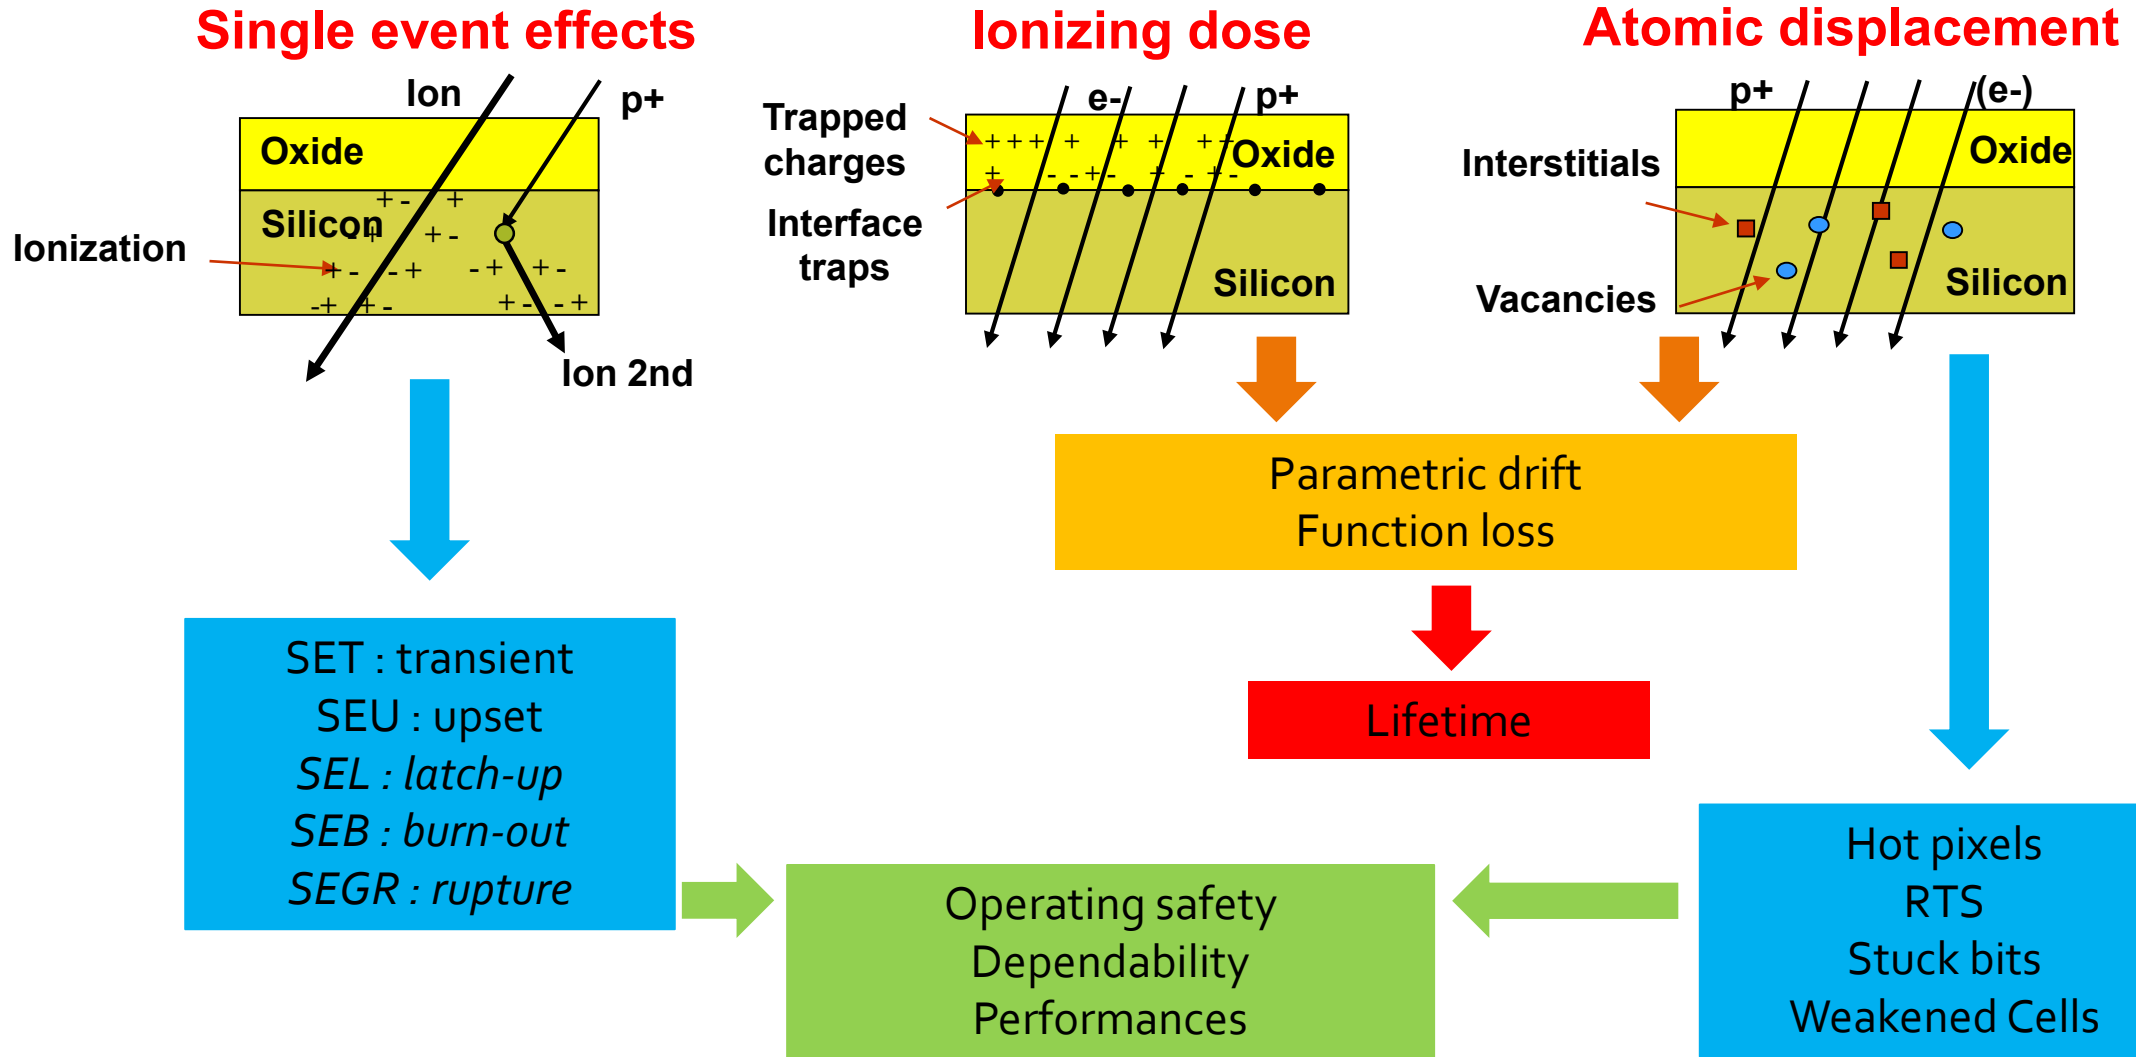 Single event effects
Ion
p+
Oxide
Silicon
Ionization
Ion 2nd
SET : transient
SEU : upset
SEL : latch-up
SEB : burn-out
SEGR : rupture
Ionizing dose
e-
p+
Trapped
charges
Oxide
Interface
traps
Silicon
Atomic displacement
p+
(e-)
Oxide
Interstitials
Vacancies
Silicon
Parametric drift
Function loss
Lifetime
Hot pixels
RTS
Stuck bits
Weakened Cells
Operating safety
Dependability
Performances